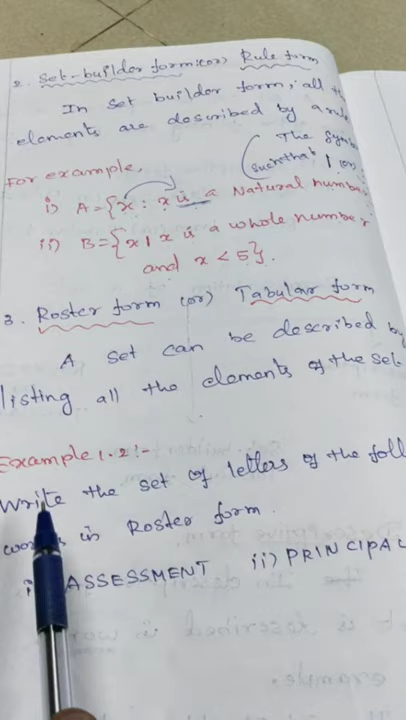 2. Set-builder form (or) Rule form
In Set builder form, all the
elements are described by a rule
(The Symbol
such that | (or)
For example,
i) A={x : x is a Natural number
ii) B={x | x is a whole number
and x < 5}.
3. Roster form (or) Tabular form
A set can be described by
listing all the elements of the set.
Example 1.2:-
Write the set of letters of the foll
in Roster form.
i) ASSESSMENT ii) PRINCIPAL